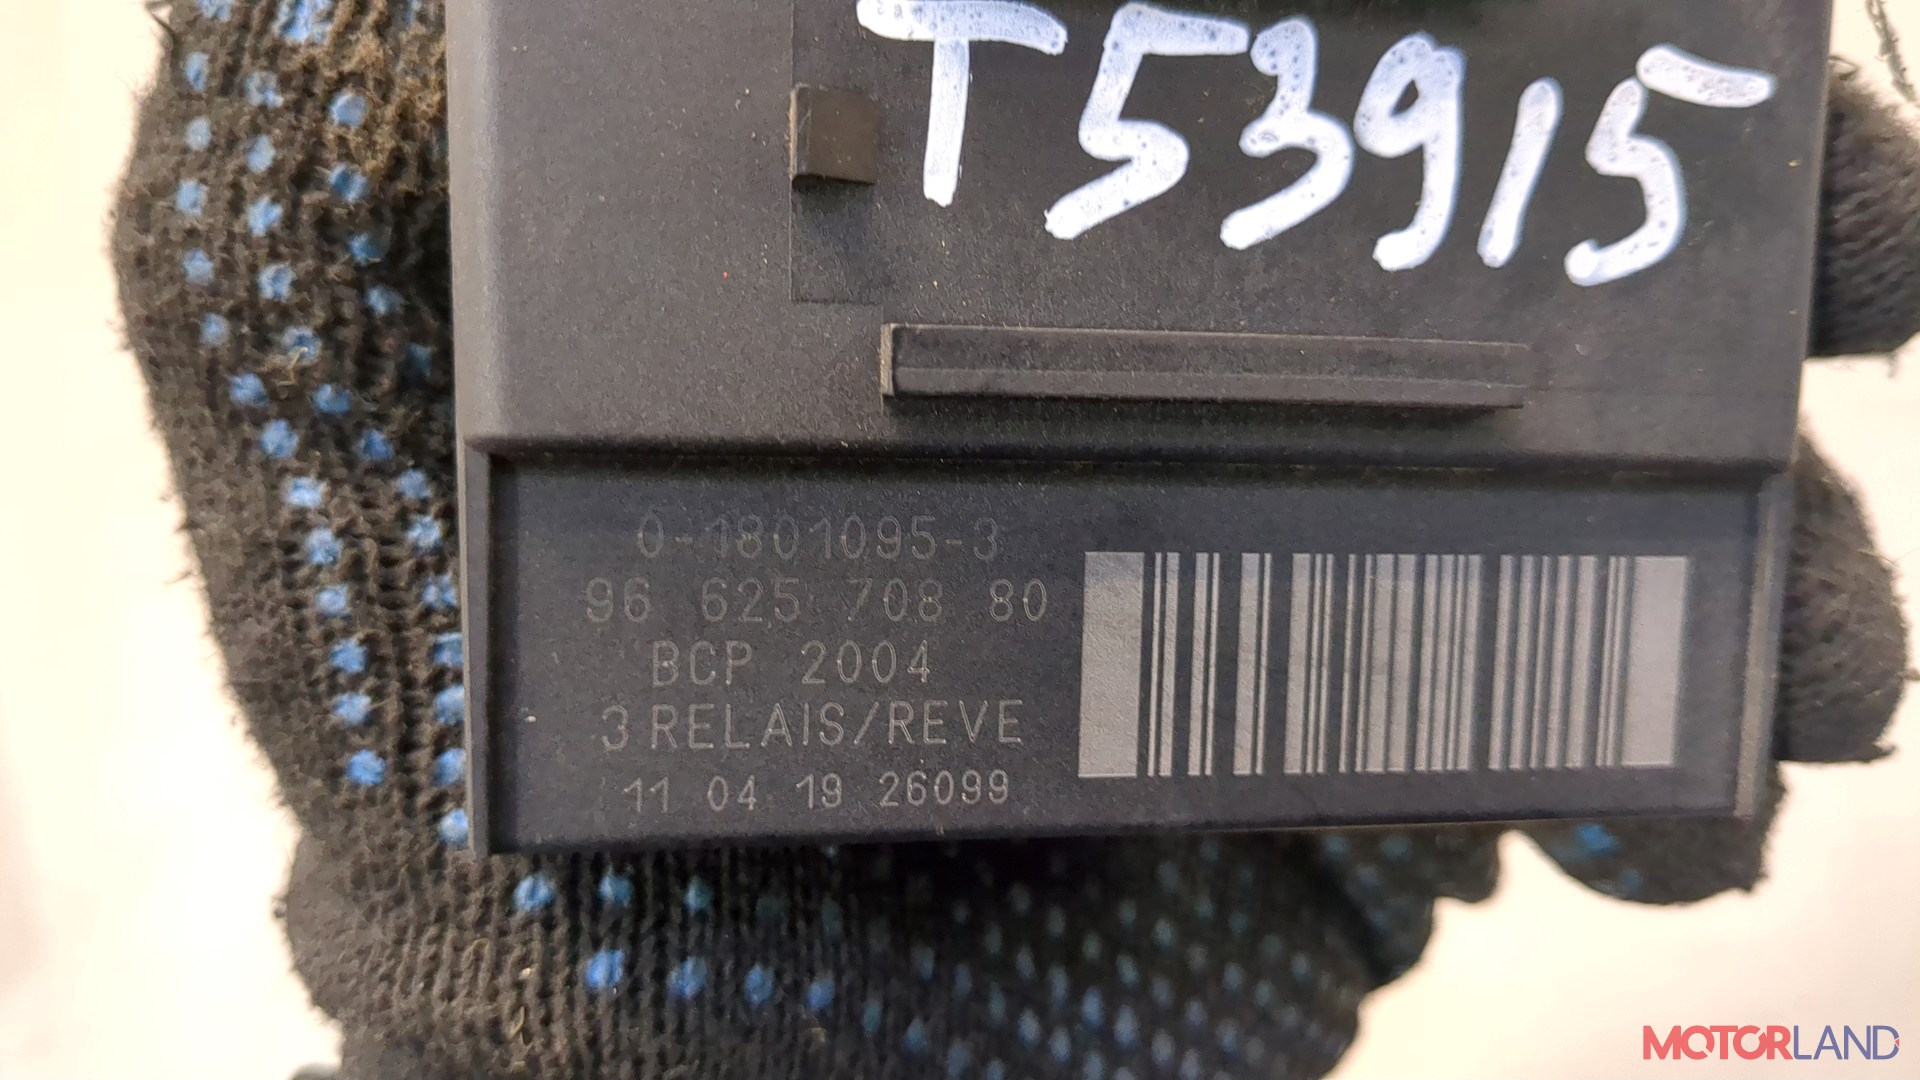 T53915
0-1801095-3
96 625 708 80
BCP 2004
3 RELAIS/REVE
11 04 19 26099
MOTORLAND